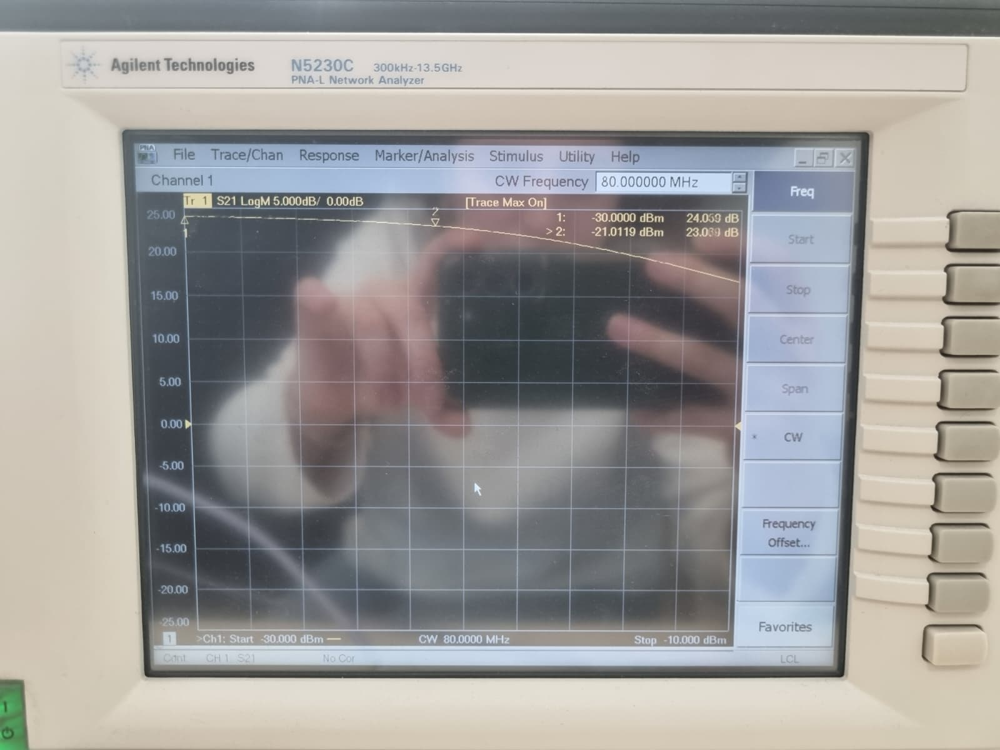 Agilent Technologies N5230C 300kHz-13.5GHz
PNA-L Network Analyzer
PNA File Trace/Chan Response Marker/Analysis Stimulus Utility Help
Channel 1 CW Frequency 80.000000 MHz
Tr 1 S21 LogM 5.000dB/ 0.00dB [Trace Max On]
1: -30.0000 dBm dB
> 2: -21.0119 dBm dB
2
1
25.00
20.00
15.00
10.00
5.00
0.00
-5.00
-10.00
-15.00
-20.00
-25.00
1 >Ch1: Start -30.000 dBm CW 80.0000 MHz Stop -10.000 dBm
Cont. CH 1: S21 No Cor LCL
Freq
Start
Stop
Center
Span
* CW
Frequency
Offset...
Favorites